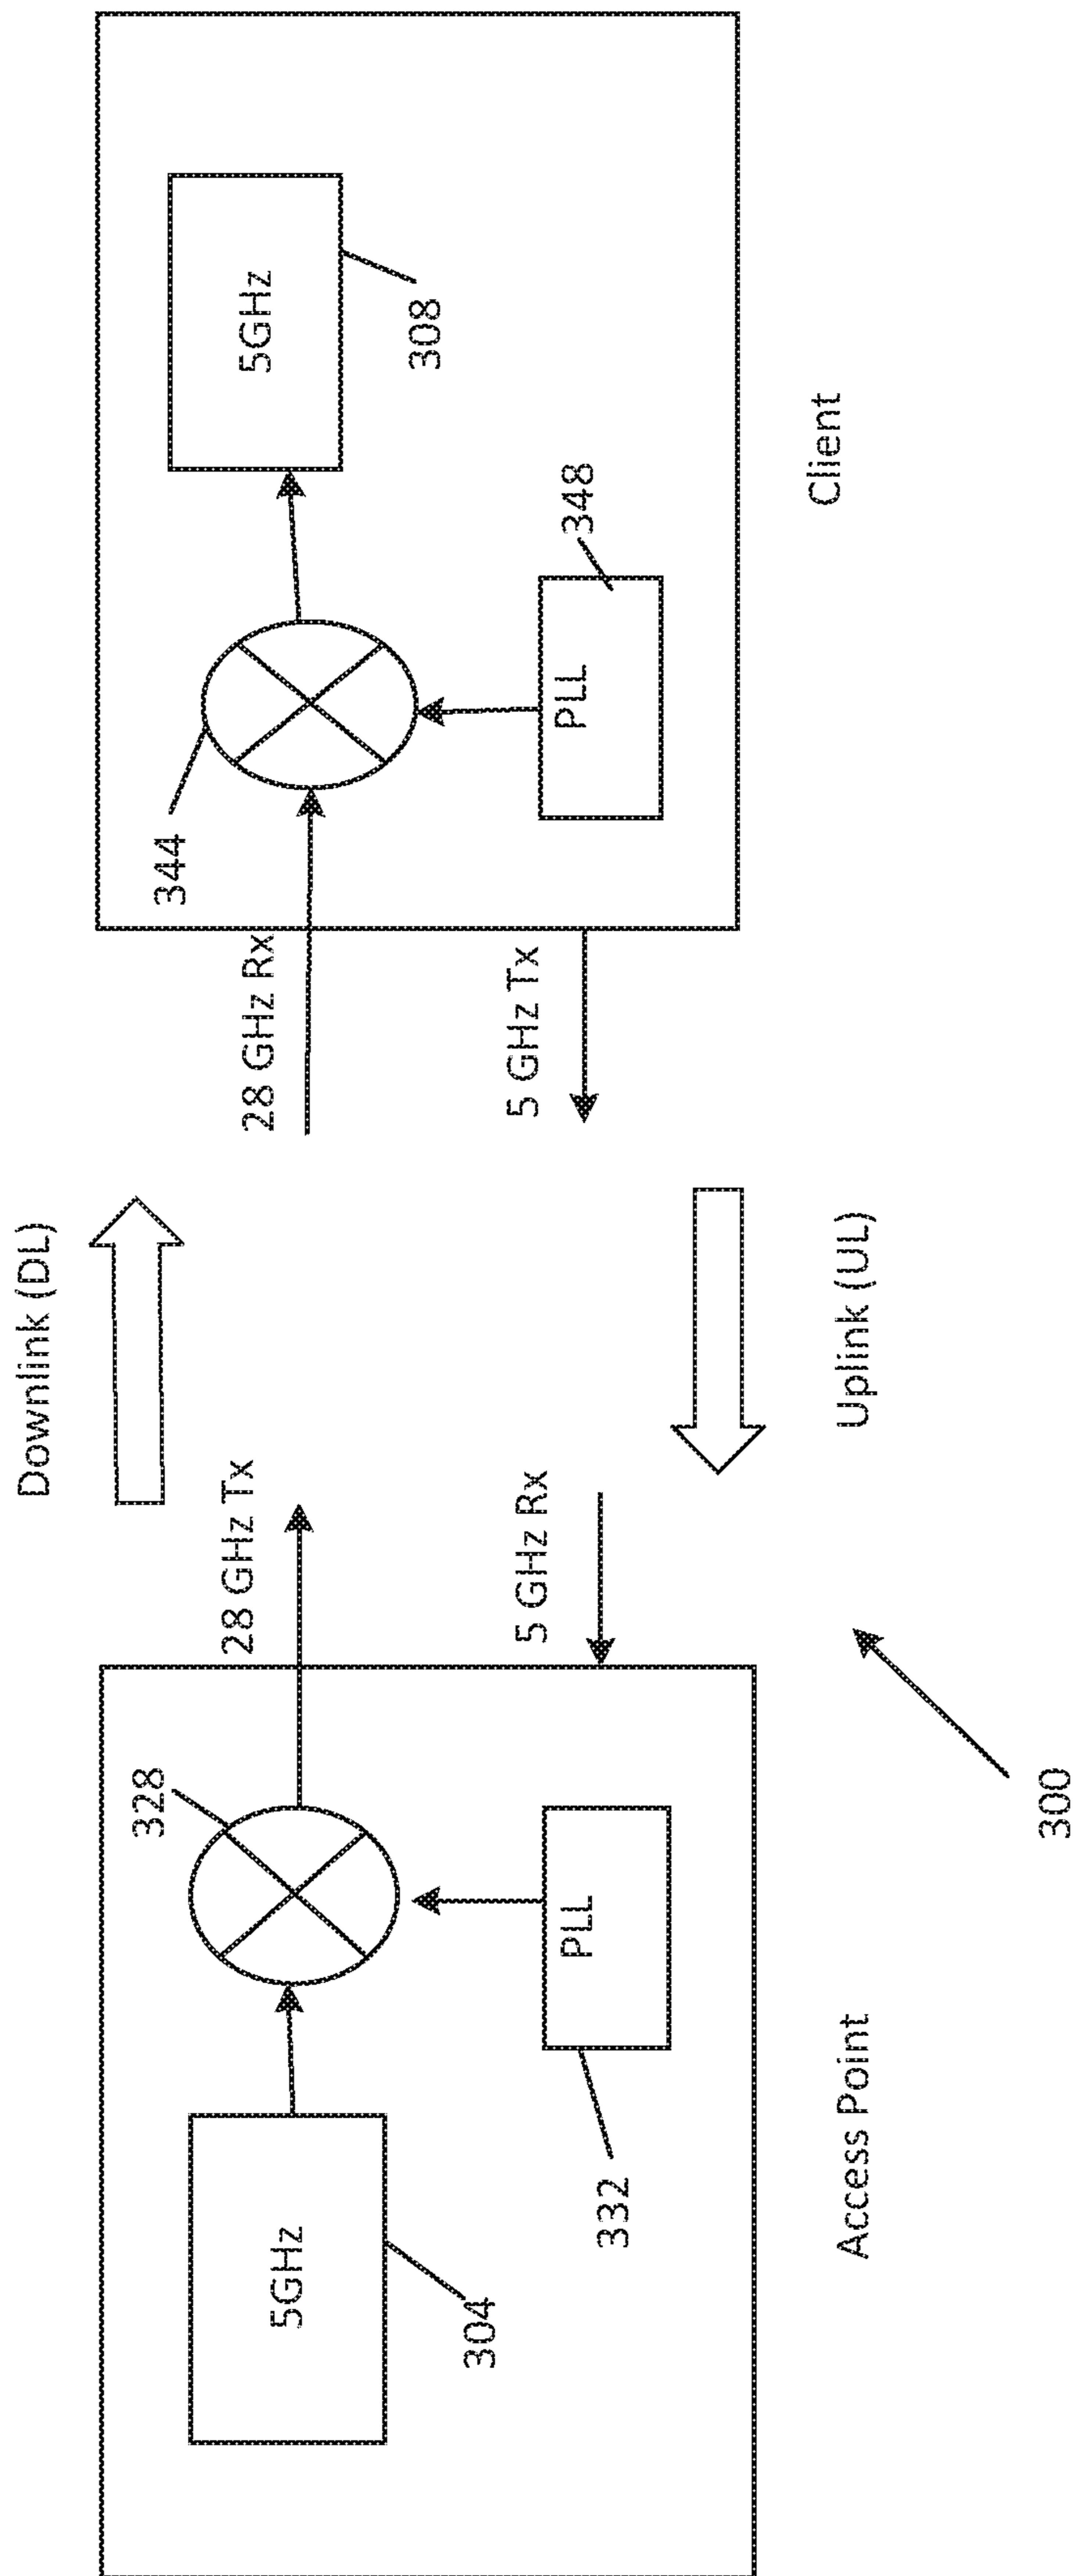 Downlink (DL)
28 GHz Tx
28 GHz Rx
328
344
5GHz
5GHz
304
308
PLL
332
PLL
348
5 GHz Rx
5 GHz Tx
Uplink (UL)
Access Point
Client
300